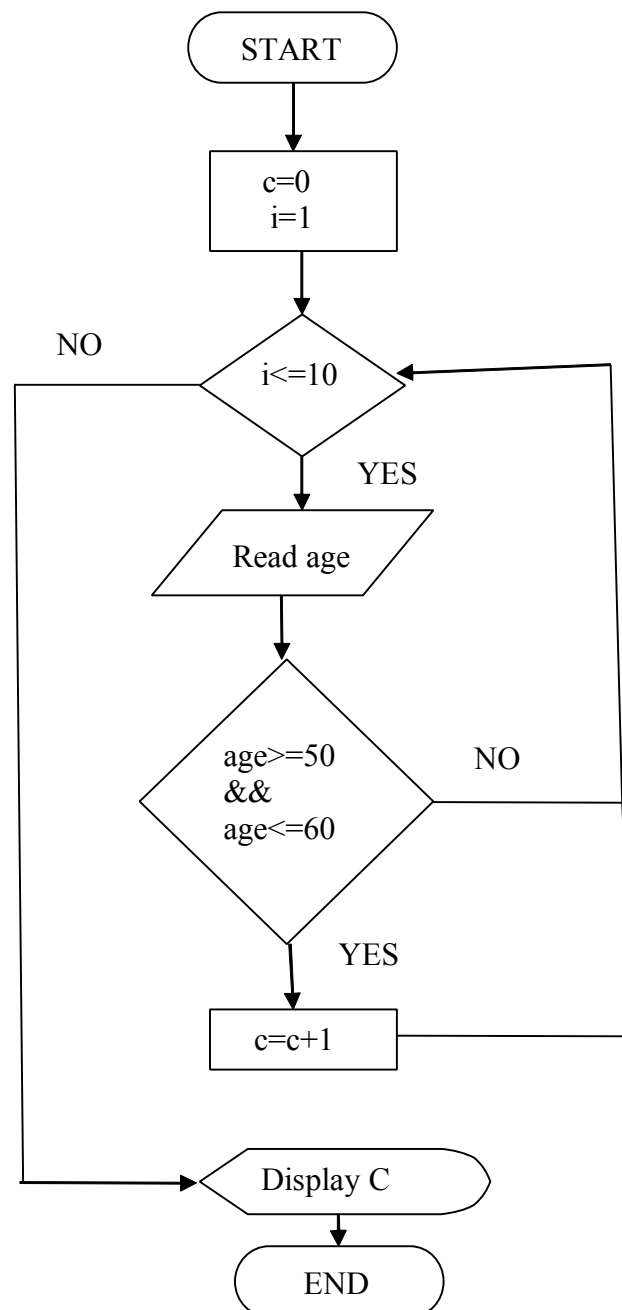 START
c=0
i=1
NO
i<=10
YES
Read age
age>=50
&&
age<=60
NO
YES
c=c+1
Display C
END